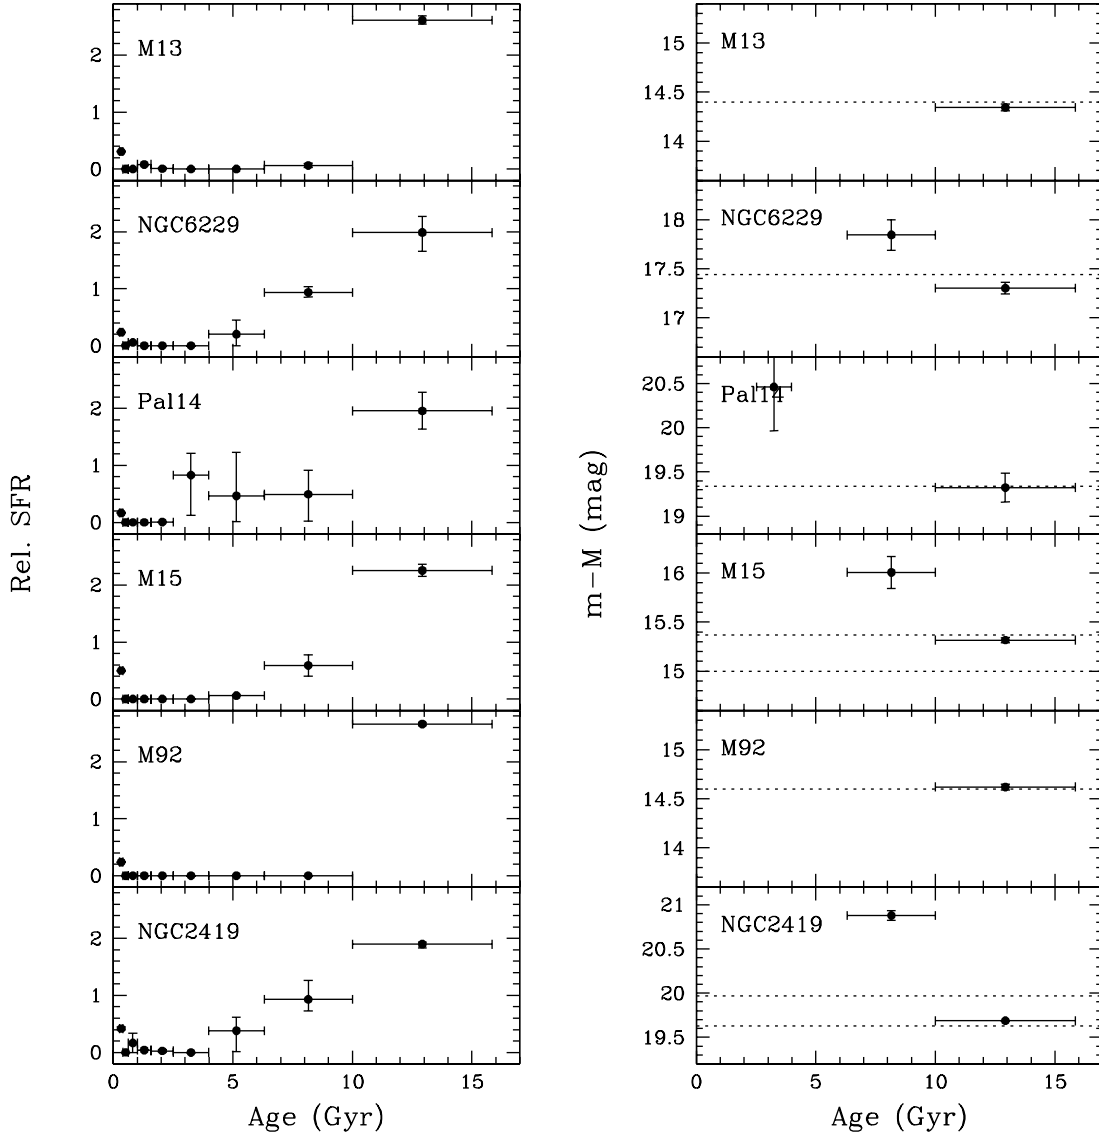 M13
2
1
0
NGC6229
2
1
0
Pal14
2
1
0
M15
2
1
0
M92
2
1
0
NGC2419
2
1
0
0 5 10 15
Age (Gyr)
Rel. SFR
M13
15
14.5
14
NGC6229
18
17.5
17
Pal14
20.5
20
19.5
19
M15
16
15.5
15
M92
15
14.5
14
NGC2419
21
20.5
20
19.5
0 5 10 15
Age (Gyr)
m-M (mag)